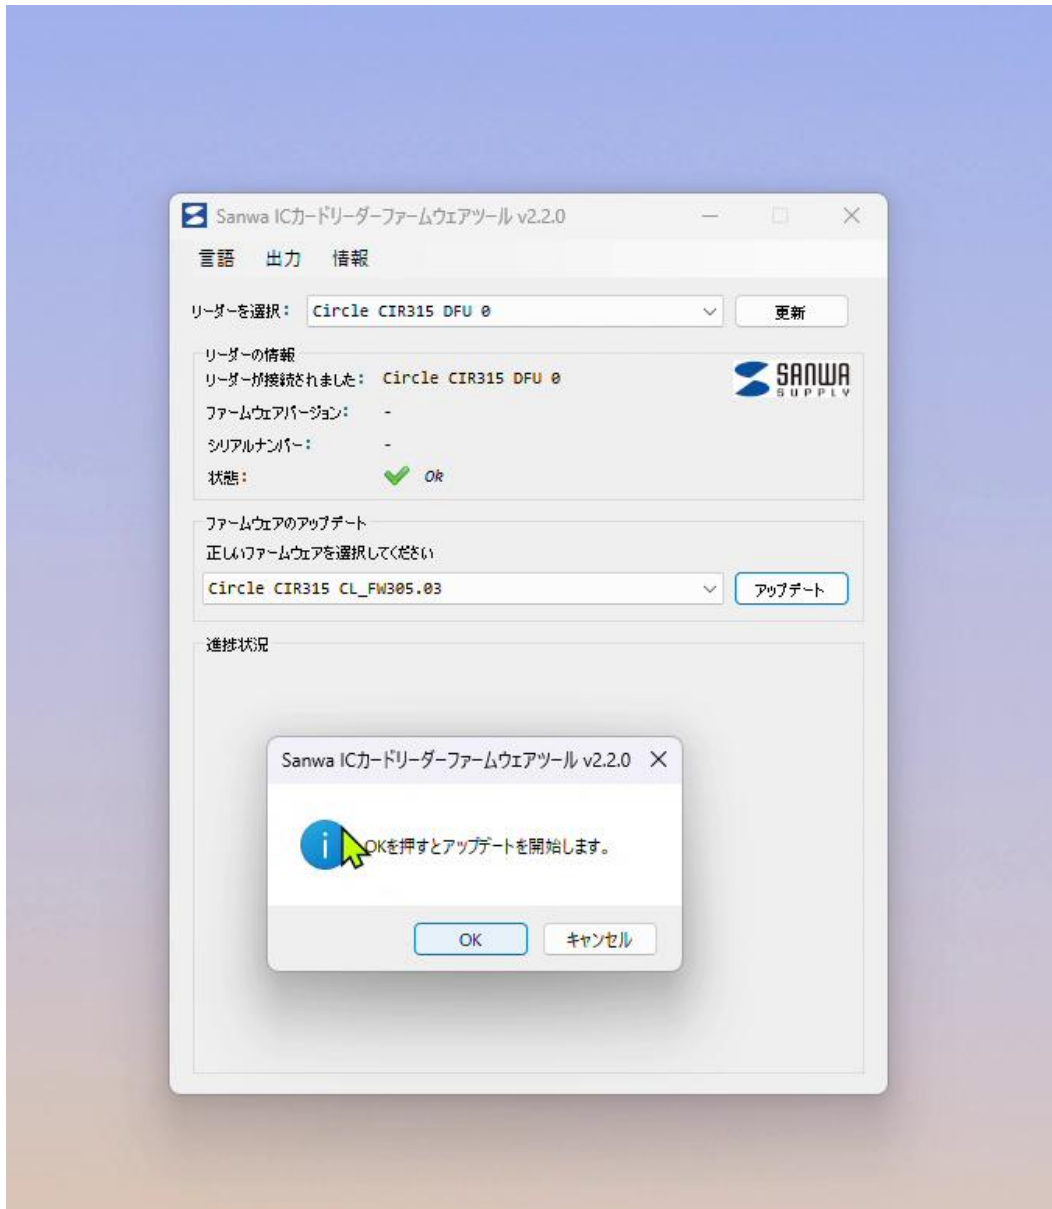 Sanwa ICカードリーダーファームウェアツール v2.2.0
言語 出力 情報
リーダーを選択: Circle CIR315 DFU 0 更新
リーダーの情報
リーダーが接続されました: Circle CIR315 DFU 0
SANWA
SUPPLY
ファームウェアバージョン: -
シリアルナンバー: -
状態: Ok
ファームウェアのアップデート
正しいファームウェアを選択してください
Circle CIR315 CL_FW305.03 アップデート
進捗状況
Sanwa ICカードリーダーファームウェアツール v2.2.0
OKを押すとアップデートを開始します。
OK キャンセル